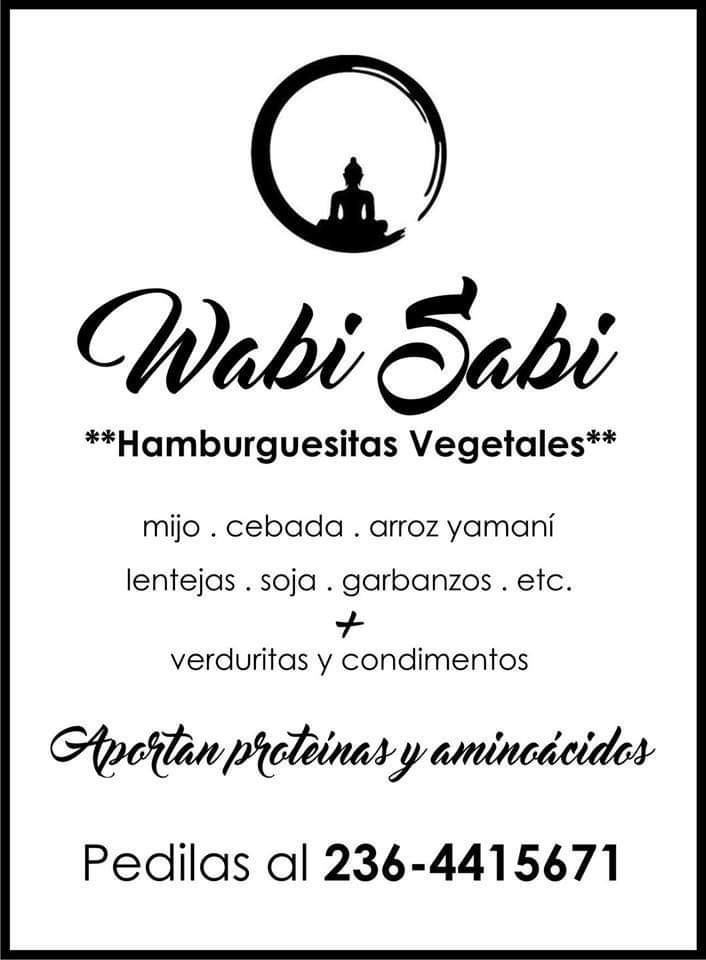 Wabi Sabi
**Hamburguesitas Vegetales**
mijo . cebada . arroz yamaní
lentejas . soja . garbanzos . etc.
+
verduritas y condimentos
Aportan proteínas y aminoácidos
Pedilas al 236-4415671